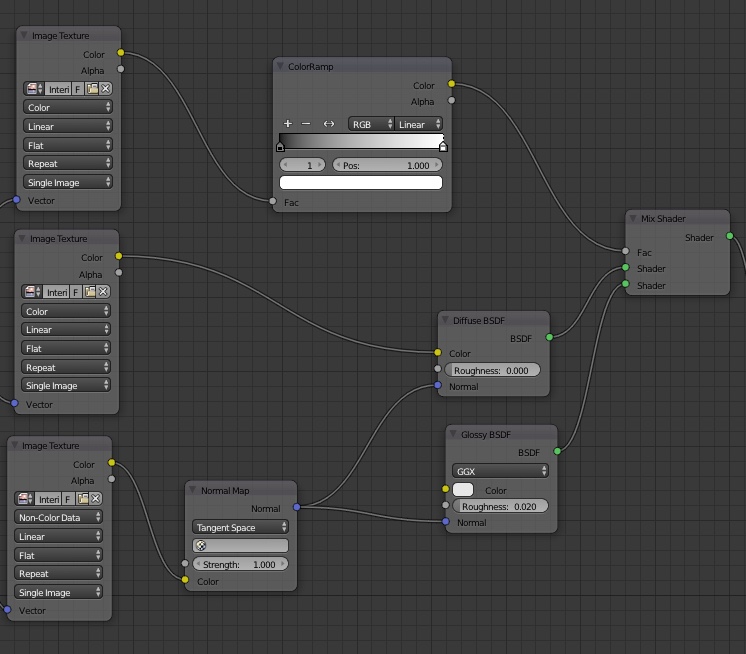 Image Texture
Color
Alpha
Interi F
Color
Linear
Flat
Repeat
Single Image
Vector
ColorRamp
Color
Alpha
+ − RGB Linear
1 Pos: 1.000
Fac
Image Texture
Color
Alpha
Interi F
Color
Linear
Flat
Repeat
Single Image
Vector
Mix Shader
Shader
Fac
Shader
Shader
Diffuse BSDF
BSDF
Color
Roughness: 0.000
Normal
Image Texture
Color
Alpha
Interi F
Non-Color Data
Linear
Flat
Repeat
Single Image
Vector
Normal Map
Normal
Tangent Space
Strength: 1.000
Color
Glossy BSDF
BSDF
GGX
Color
Roughness: 0.020
Normal